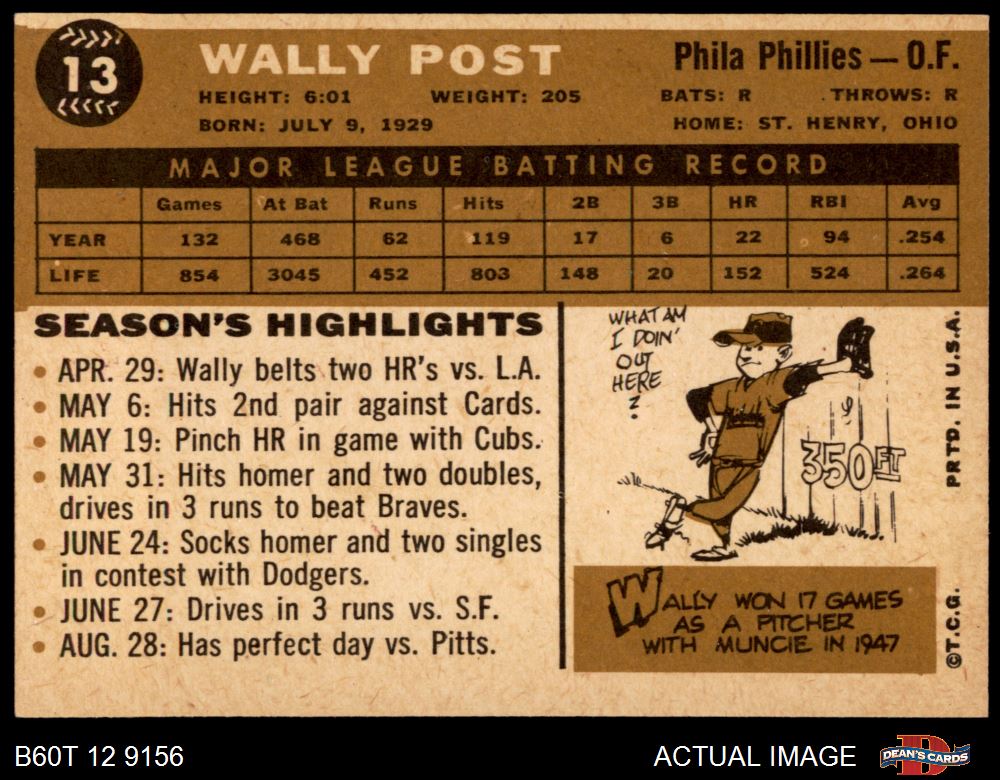 13
WALLY POST
Phila Phillies — O.F.
HEIGHT: 6:01 WEIGHT: 205 BATS: R THROWS: R
BORN: JULY 9, 1929 HOME: ST. HENRY, OHIO
MAJOR LEAGUE BATTING RECORD
Games At Bat Runs Hits 2B 3B HR RBI Avg
YEAR 132 468 62 119 17 6 22 94 .254
LIFE 854 3045 452 803 148 20 152 524 .264
SEASON'S HIGHLIGHTS
• APR. 29: Wally belts two HR's vs. L.A.
• MAY 6: Hits 2nd pair against Cards.
• MAY 19: Pinch HR in game with Cubs.
• MAY 31: Hits homer and two doubles,
drives in 3 runs to beat Braves.
• JUNE 24: Socks homer and two singles
in contest with Dodgers.
• JUNE 27: Drives in 3 runs vs. S.F.
• AUG. 28: Has perfect day vs. Pitts.
WHAT AM
I DOIN'
OUT
HERE
?
350 FT
WALLY WON 17 GAMES
AS A PITCHER
WITH MUNCIE IN 1947
©T.C.G. PRTD. IN U.S.A.
B60T 12 9156
ACTUAL IMAGE
DEAN'S CARDS